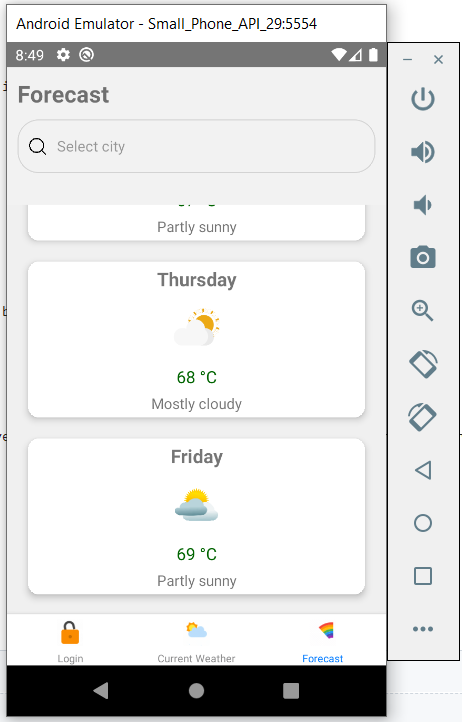 Android Emulator - Small_Phone_API_29:5554
8:49
Forecast
Select city
Partly sunny
Thursday
68 °C
Mostly cloudy
Friday
69 °C
Partly sunny
Login
Current Weather
Forecast